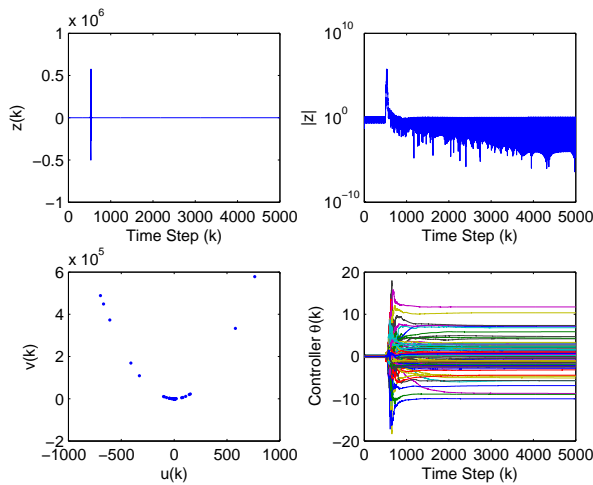 x 10^6
1
0.5
0
−0.5
−1
z(k)
0 1000 2000 3000 4000 5000
Time Step (k)
10^10
10^0
10^−10
|z|
0 1000 2000 3000 4000 5000
Time Step (k)
x 10^5
6
4
2
0
−2
v(k)
−1000 −500 0 500 1000
u(k)
20
10
0
−10
−20
Controller θ(k)
0 1000 2000 3000 4000 5000
Time Step (k)